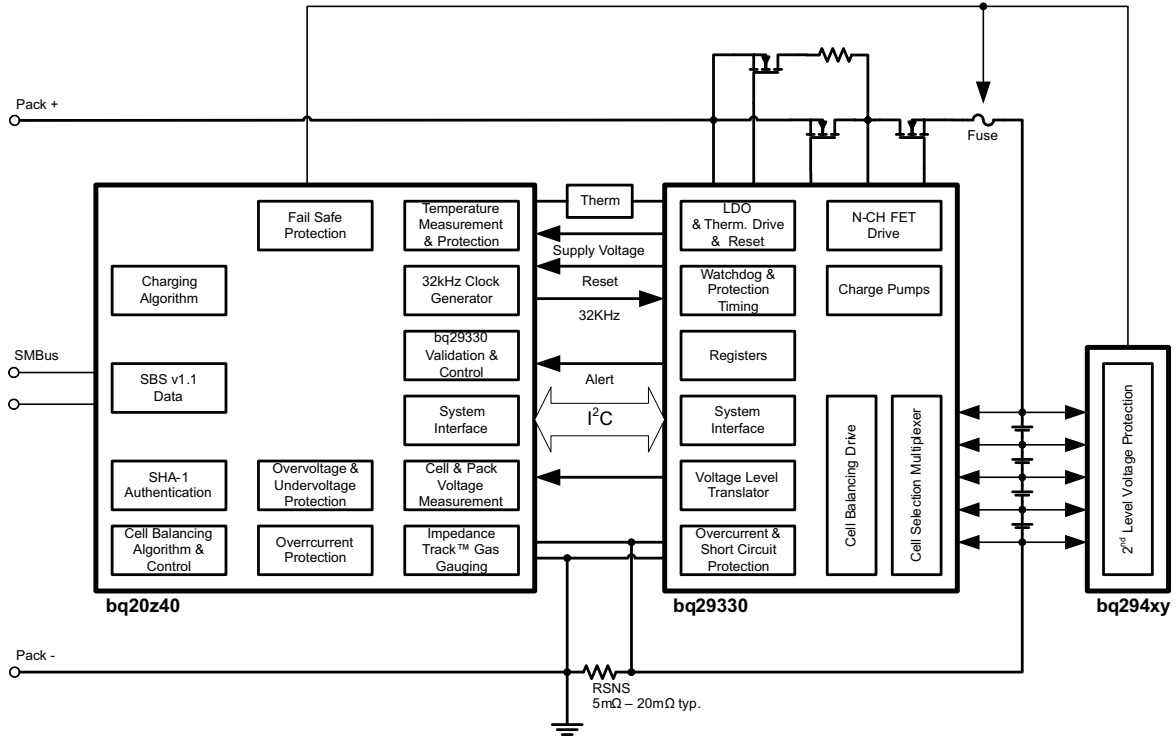 Pack +
Fuse
Fail Safe
Protection
Temperature
Measurement
& Protection
Therm
LDO
& Therm. Drive
& Reset
N-CH FET
Drive
Supply Voltage
Charging
Algorithm
32kHz Clock
Generator
Reset
32KHz
Watchdog &
Protection
Timing
Charge Pumps
SMBus
SBS v1.1
Data
bq29330
Validation &
Control
Alert
Registers
System
Interface
I²C
System
Interface
Cell Balancing Drive
Cell Selection Multiplexer
2nd Level Voltage Protection
SHA-1
Authentication
Overvoltage &
Undervoltage
Protection
Cell & Pack
Voltage
Measurement
Voltage Level
Translator
Cell Balancing
Algorithm &
Control
Overrcurrent
Protection
Impedance
Track™ Gas
Gauging
Overcurrent &
Short Circuit
Protection
bq20z40
bq29330
bq294xy
Pack -
RSNS
5mΩ – 20mΩ typ.